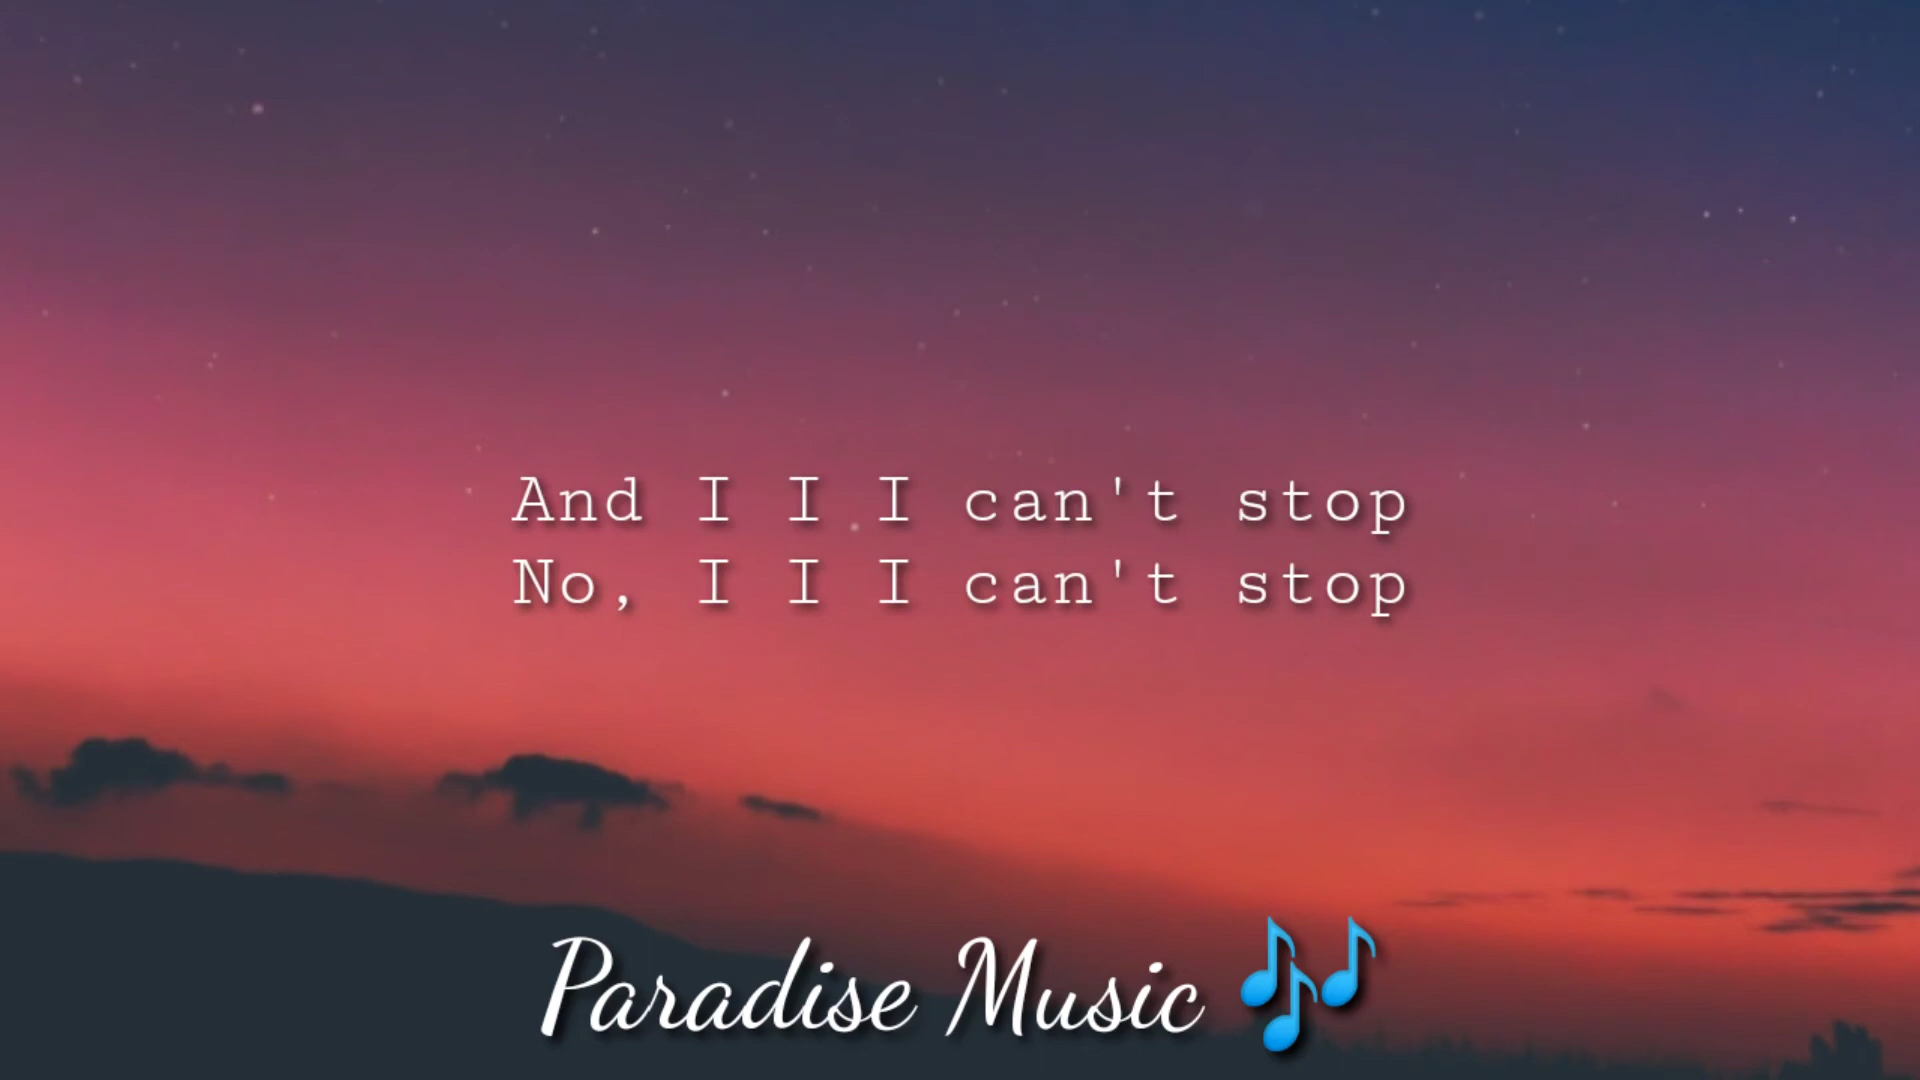 And I I I can't stop
No, I I I can't stop
Paradise Music 🎶